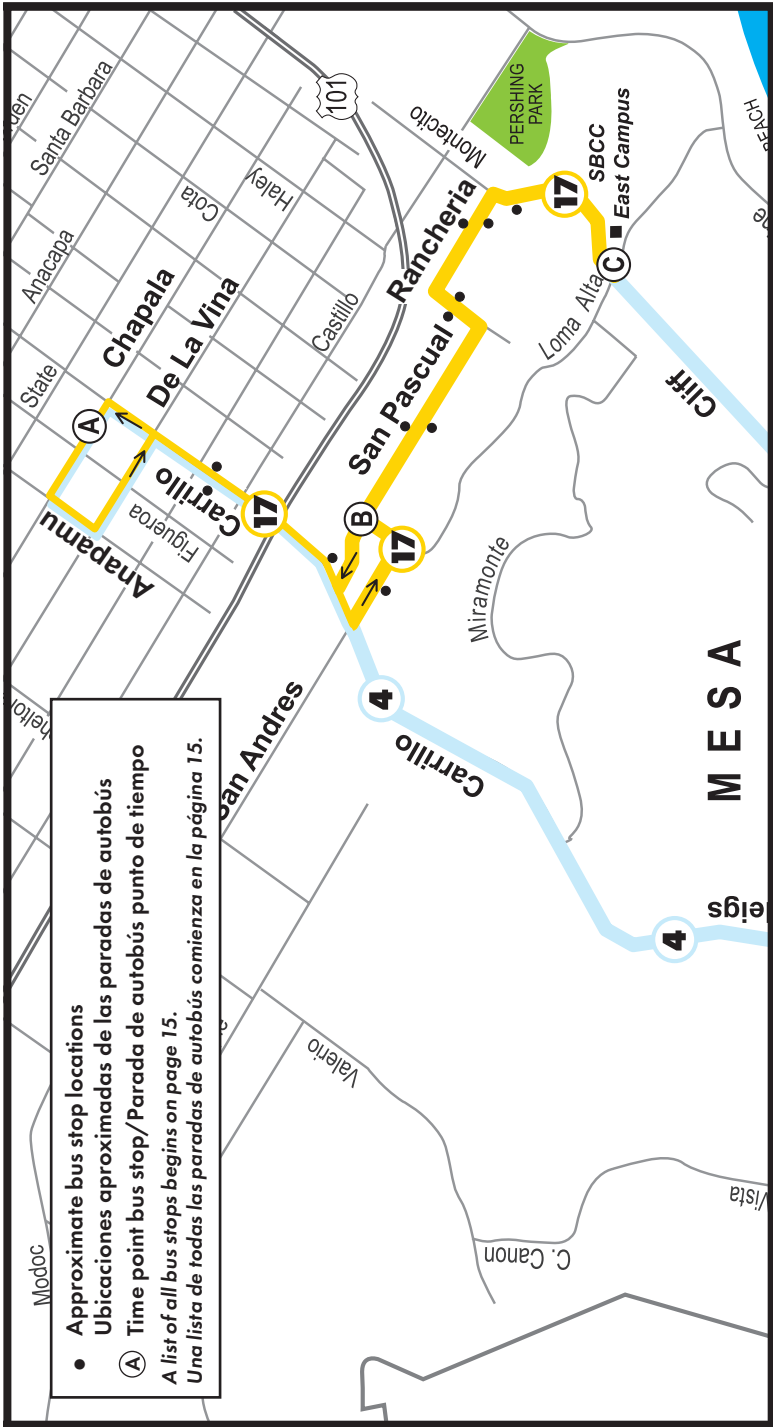 ● Approximate bus stop locations
Ubicaciones aproximadas de las paradas de autobús
Ⓐ Time point bus stop/Parada de autobús punto de tiempo
A list of all bus stops begins on page 15.
Una lista de todas las paradas de autobús comienza en la página 15.
Modoc
Valerio
C. Canon
San Andres
Carrillo
4
4
Miramonte
MESA
Anapamu
Figueroa
State
A
Anacapa
Santa Barbara
Chapala
De La Vina
Cota
Haley
Castillo
101
Carrillo
17
B
17
San Pascual
Rancheria
Montecito
PERSHING
PARK
17
SBCC
East Campus
C
Loma Alta
Cliff
BEACH